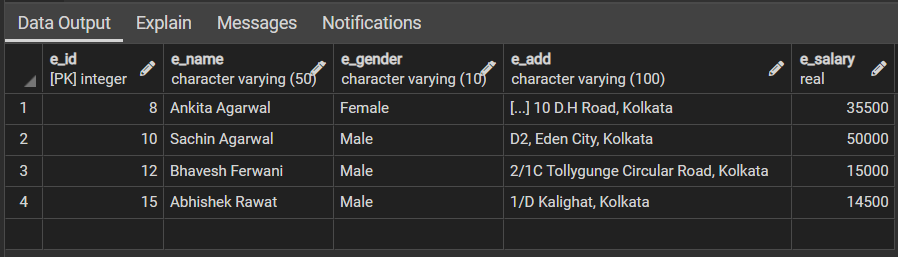 Data Output Explain Messages Notifications
e_id e_name e_gender e_add e_salary
[PK] integer character varying (50) character varying (10) character varying (100) real
1 8 Ankita Agarwal Female [...] 10 D.H Road, Kolkata 35500
2 10 Sachin Agarwal Male D2, Eden City, Kolkata 50000
3 12 Bhavesh Ferwani Male 2/1C Tollygunge Circular Road, Kolkata 15000
4 15 Abhishek Rawat Male 1/D Kalighat, Kolkata 14500